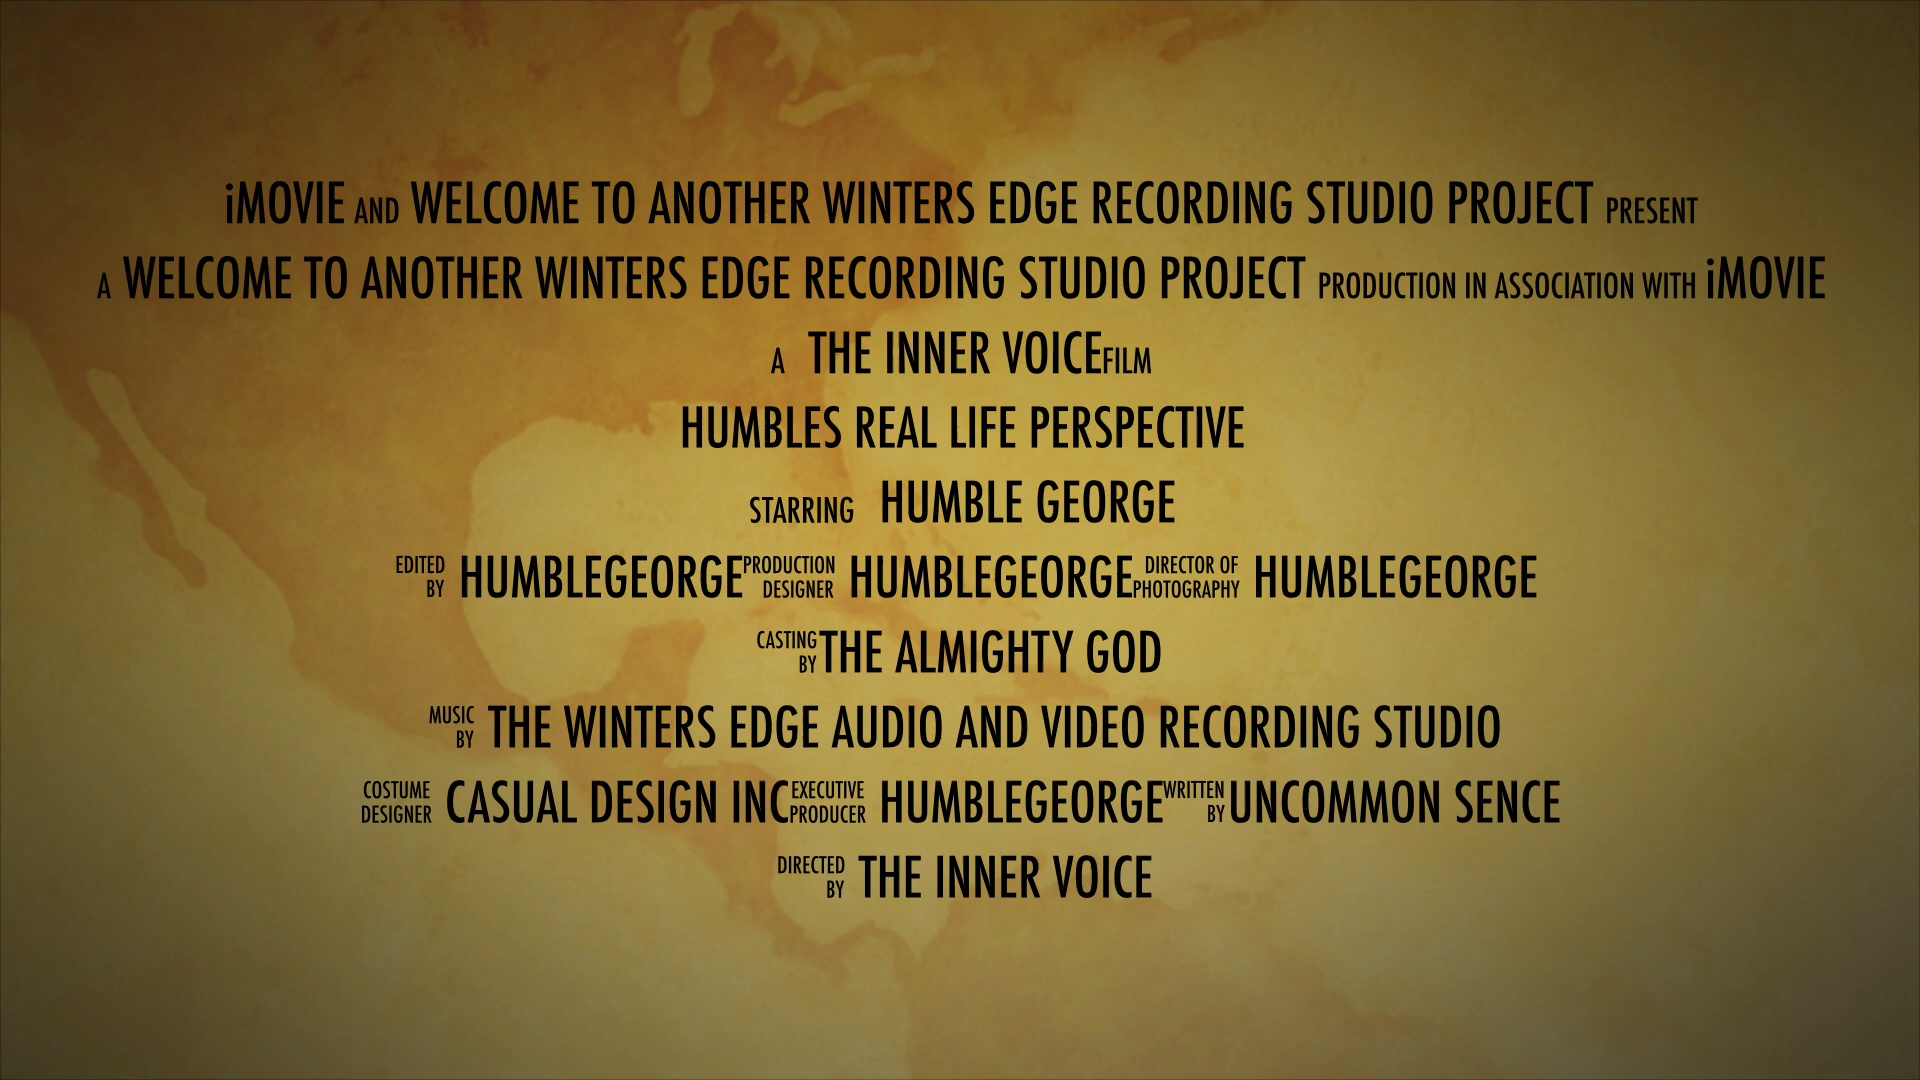 iMOVIE AND WELCOME TO ANOTHER WINTERS EDGE RECORDING STUDIO PROJECT PRESENT
A WELCOME TO ANOTHER WINTERS EDGE RECORDING STUDIO PROJECT PRODUCTION IN ASSOCIATION WITH iMOVIE
A THE INNER VOICE FILM
HUMBLES REAL LIFE PERSPECTIVE
STARRING HUMBLE GEORGE
EDITED BY HUMBLEGEORGE PRODUCTION DESIGNER HUMBLEGEORGE DIRECTOR OF PHOTOGRAPHY HUMBLEGEORGE
CASTING BY THE ALMIGHTY GOD
MUSIC BY THE WINTERS EDGE AUDIO AND VIDEO RECORDING STUDIO
COSTUME DESIGNER CASUAL DESIGN INC EXECUTIVE PRODUCER HUMBLEGEORGE WRITTEN BY UNCOMMON SENCE
DIRECTED BY THE INNER VOICE